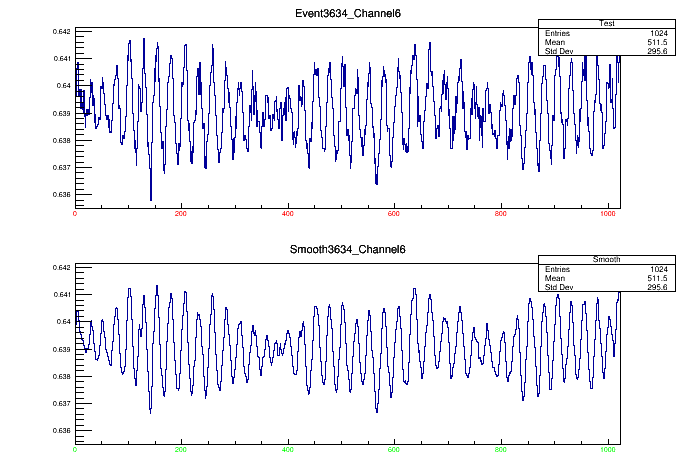 Event3634_Channel6
Test
Entries 1024
Mean 511.5
Std Dev 295.6
0.642
0.641
0.64
0.639
0.638
0.637
0.636
0 200 400 600 800 1000
Smooth3634_Channel6
Smooth
Entries 1024
Mean 511.5
Std Dev 295.6
0.642
0.641
0.64
0.639
0.638
0.637
0.636
0 200 400 600 800 1000